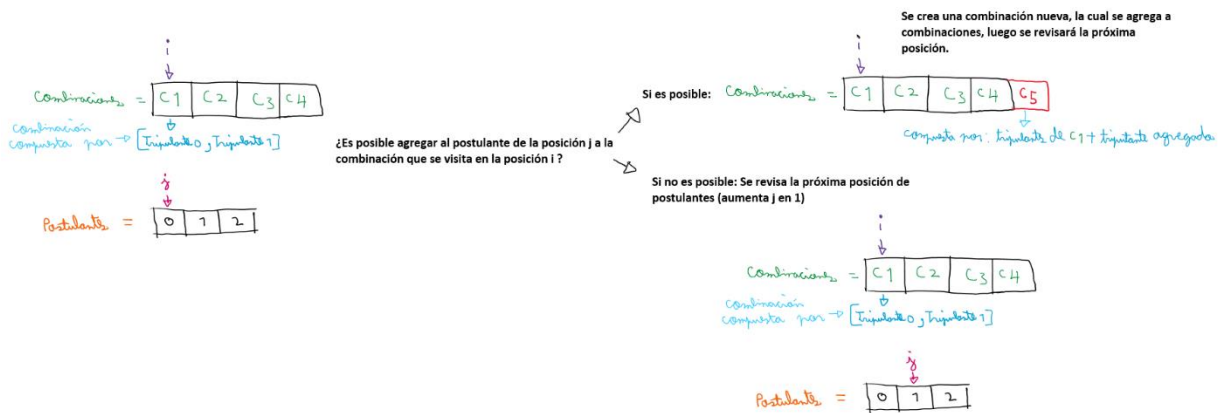 i
Combinaciones = C1 C2 C3 C4
combinación
compuesta por → [Tripulante 0, Tripulante 1]
j
Postulantes = 0 1 2
¿Es posible agregar al postulante de la posición j a la
combinación que se visita en la posición i ?
Se crea una combinación nueva, la cual se agrega a
combinaciones, luego se revisará la próxima
posición.
Si es posible:
i
Combinaciones = C1 C2 C3 C4 C5
compuesta por: tripulantes de C1 + tripulante agregado
Si no es posible: Se revisa la próxima posición de
postulantes (aumenta j en 1)
i
Combinaciones = C1 C2 C3 C4
combinación
compuesta por → [Tripulante 0, Tripulante 1]
j
Postulantes = 0 1 2